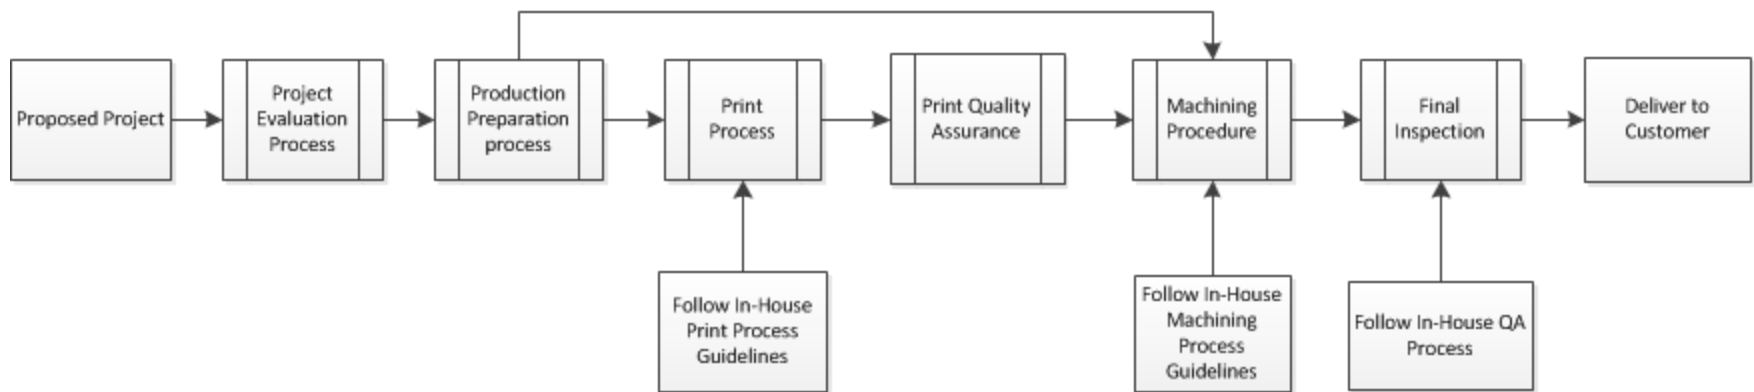 Proposed Project
Project
Evaluation
Process
Production
Preparation
process
Print
Process
Print Quality
Assurance
Machining
Procedure
Final
Inspection
Deliver to
Customer
Follow In-House
Print Process
Guidelines
Follow In-House
Machining
Process
Guidelines
Follow In-House QA
Process